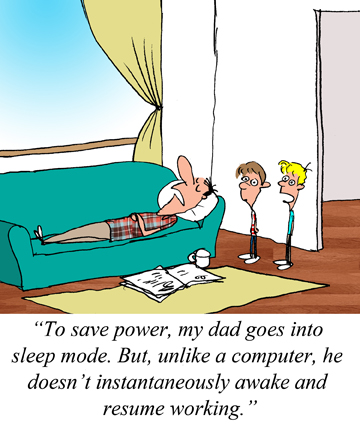 “To save power, my dad goes into
sleep mode. But, unlike a computer, he
doesn’t instantaneously awake and
resume working.”